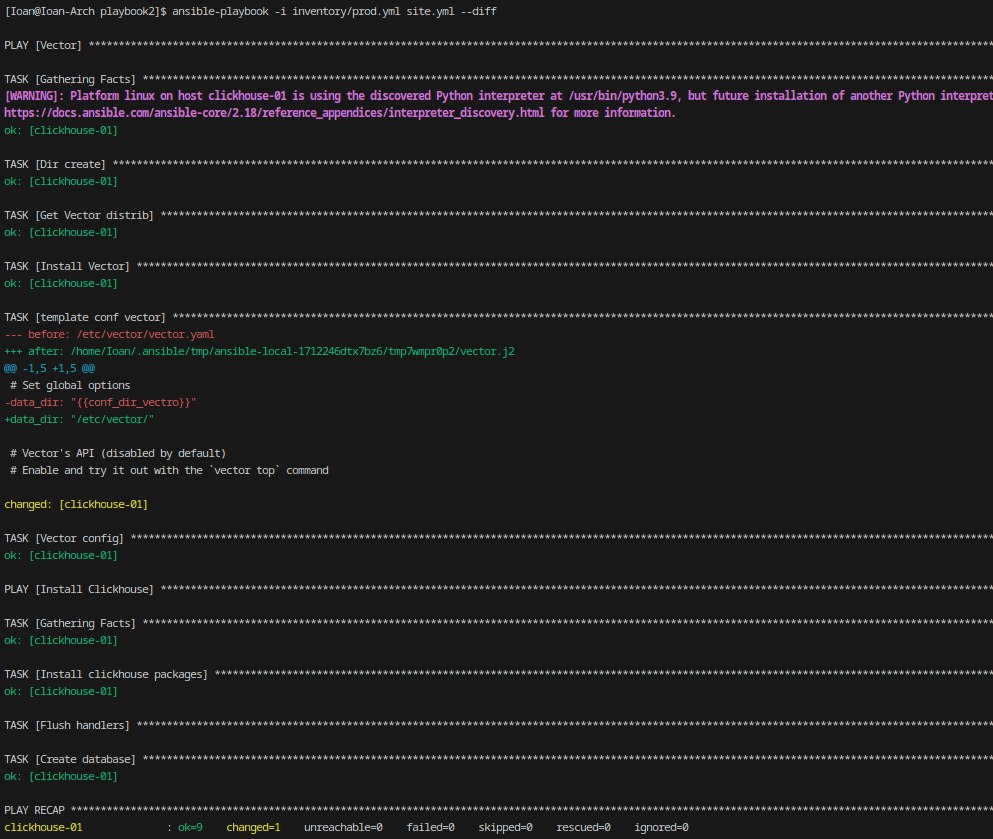 [Ioan@Ioan-Arch playbook2]$ ansible-playbook -i inventory/prod.yml site.yml --diff
PLAY [Vector] ****************************************************************************************************************************************************
TASK [Gathering Facts] *******************************************************************************************************************************************
[WARNING]: Platform linux on host clickhouse-01 is using the discovered Python interpreter at /usr/bin/python3.9, but future installation of another Python interpret
https://docs.ansible.com/ansible-core/2.18/reference_appendices/interpreter_discovery.html for more information.
ok: [clickhouse-01]
TASK [Dir create] ************************************************************************************************************************************************
ok: [clickhouse-01]
TASK [Get Vector distrib] ****************************************************************************************************************************************
ok: [clickhouse-01]
TASK [Install Vector] ********************************************************************************************************************************************
ok: [clickhouse-01]
TASK [template conf vector] **************************************************************************************************************************************
--- before: /etc/vector/vector.yaml
+++ after: /home/Ioan/.ansible/tmp/ansible-local-1712246dtx7bz6/tmp7wmpr0p2/vector.j2
@@ -1,5 +1,5 @@
 # Set global options
-data_dir: "{{conf_dir_vectro}}"
+data_dir: "/etc/vector/"
 # Vector's API (disabled by default)
 # Enable and try it out with the `vector top` command
changed: [clickhouse-01]
TASK [Vector config] *********************************************************************************************************************************************
ok: [clickhouse-01]
PLAY [Install Clickhouse] ****************************************************************************************************************************************
TASK [Gathering Facts] *******************************************************************************************************************************************
ok: [clickhouse-01]
TASK [Install clickhouse packages] *******************************************************************************************************************************
ok: [clickhouse-01]
TASK [Flush handlers] ********************************************************************************************************************************************
TASK [Create database] *******************************************************************************************************************************************
ok: [clickhouse-01]
PLAY RECAP *******************************************************************************************************************************************************
clickhouse-01              : ok=9    changed=1    unreachable=0    failed=0    skipped=0    rescued=0    ignored=0